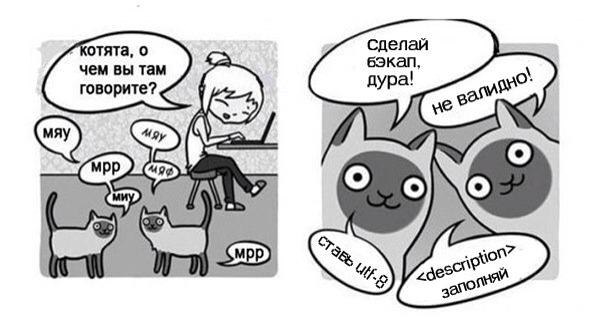 котята, о
чем вы там
говорите?
мяу
мяу
мрр
мяф
миу
мрр
Сделай
бэкап,
дура!
не валидно!
ставь utf-8
<description>
заполняй